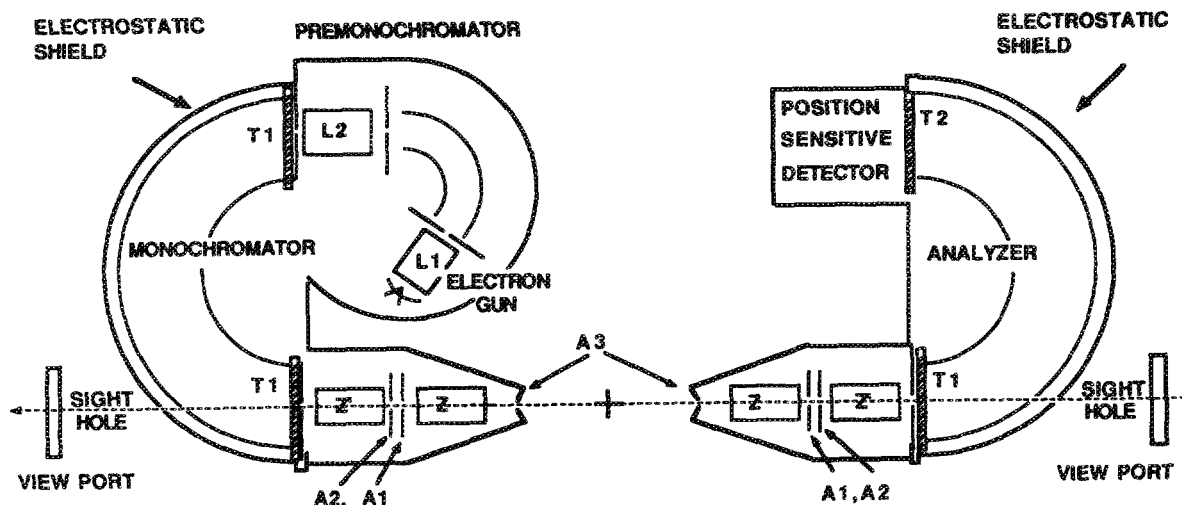 ELECTROSTATIC
SHIELD
PREMONOCHROMATOR
ELECTROSTATIC
SHIELD
T1
L2
POSITION
SENSITIVE
DETECTOR
T2
MONOCHROMATOR
L1
ELECTRON
GUN
ANALYZER
A3
T1
T1
SIGHT
HOLE
Z'
Z
Z
Z'
SIGHT
HOLE
VIEW PORT
VIEW PORT
A2, A1
A1,A2